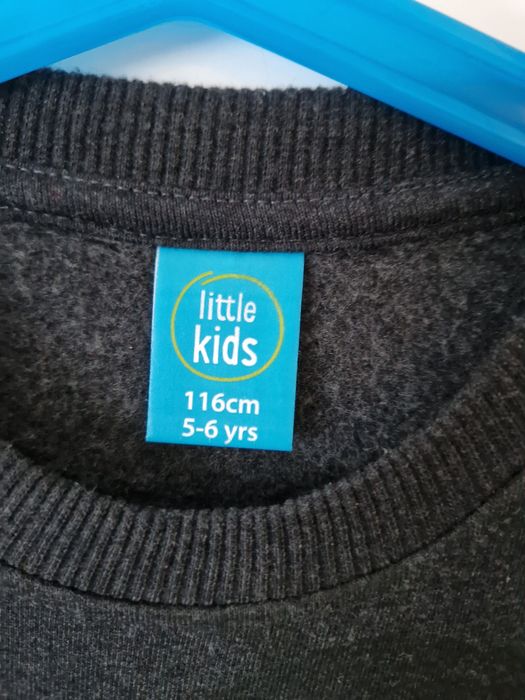 little
kids
116cm
5-6 yrs